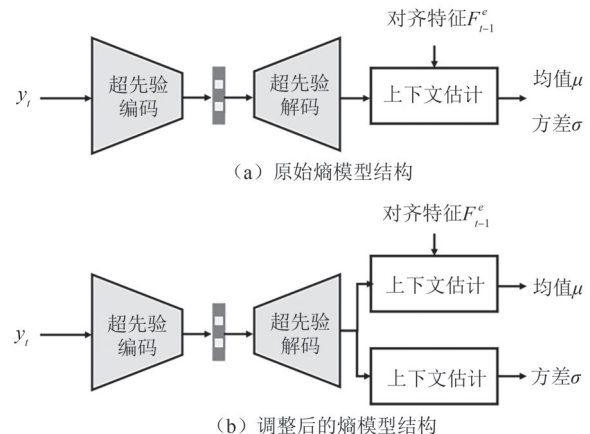 对齐特征F^e_{t-1}
y_t
超先验
编码
超先验
解码
上下文估计
均值μ
方差σ
（a）原始熵模型结构
对齐特征F^e_{t-1}
y_t
超先验
编码
超先验
解码
上下文估计
均值μ
上下文估计
方差σ
（b）调整后的熵模型结构